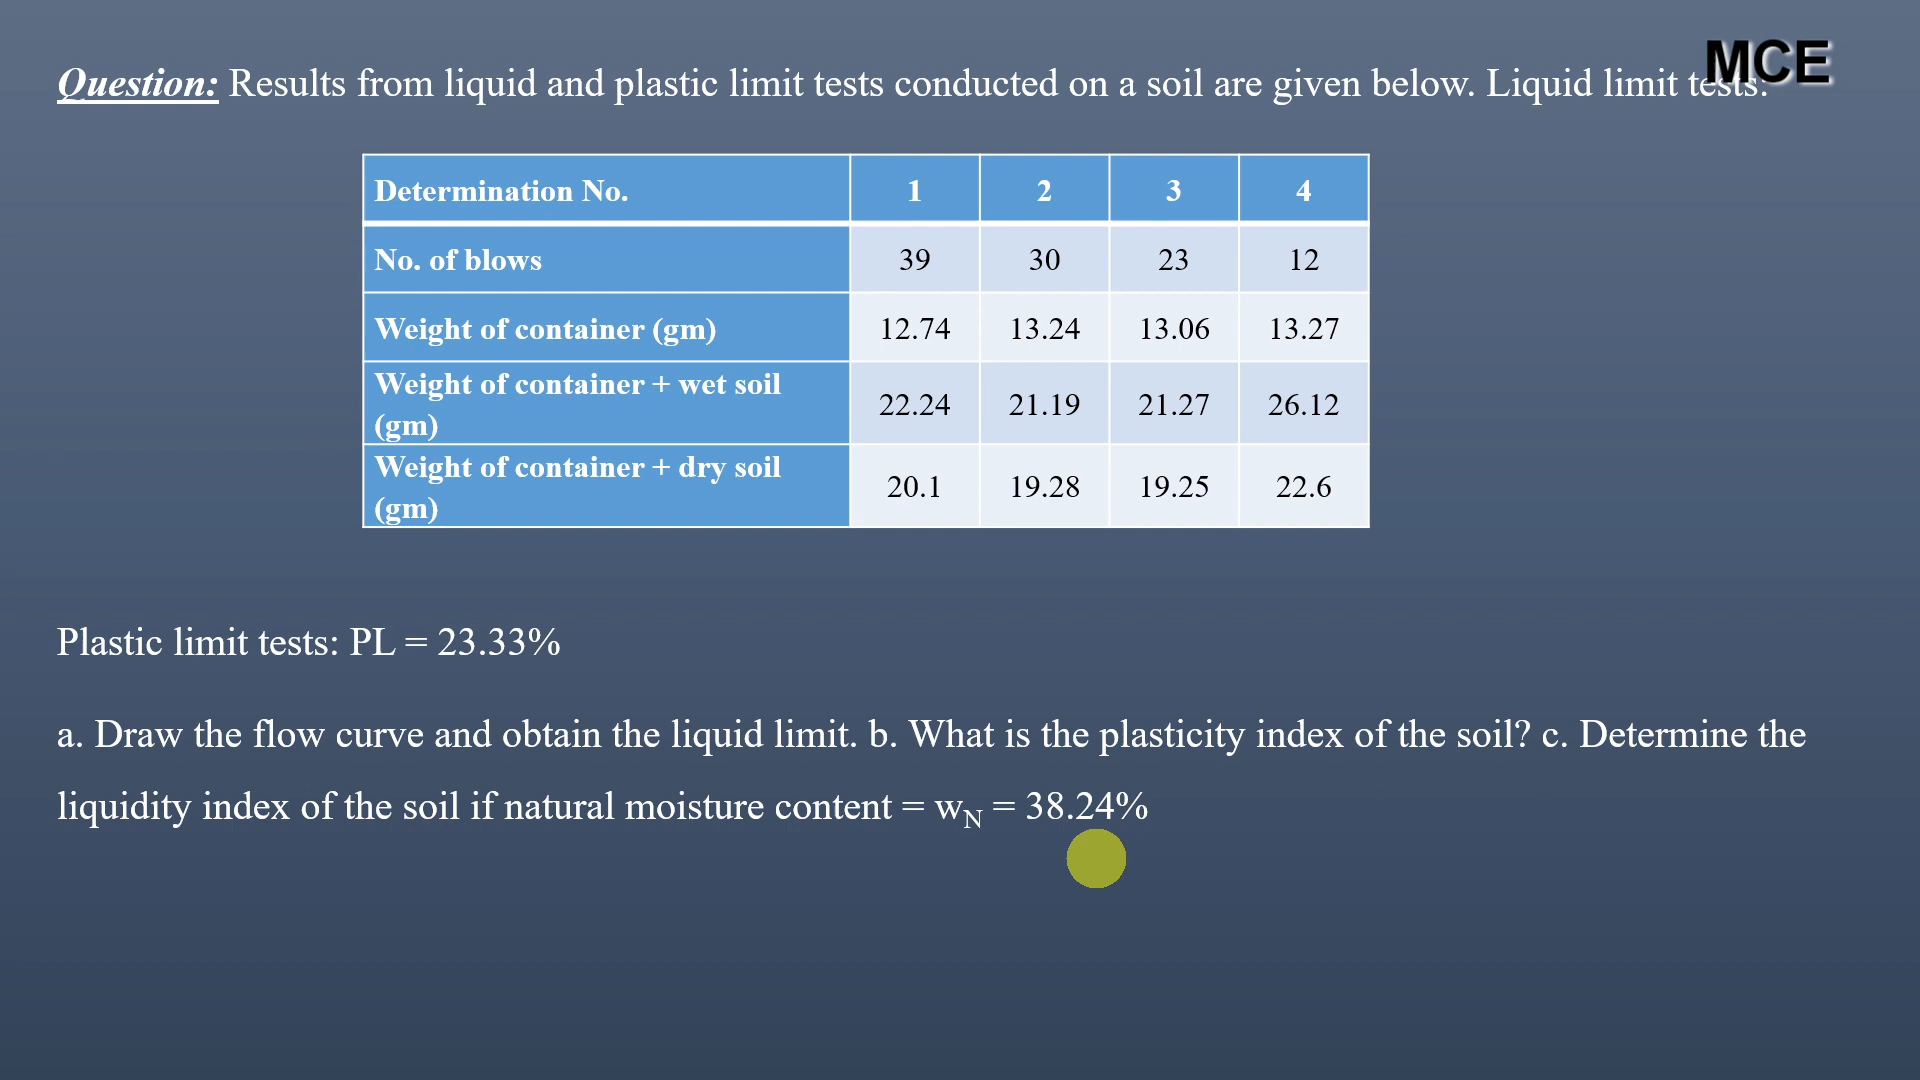 MCE
Question: Results from liquid and plastic limit tests conducted on a soil are given below. Liquid limit tests:
Determination No. 1 2 3 4
No. of blows 39 30 23 12
Weight of container (gm) 12.74 13.24 13.06 13.27
Weight of container + wet soil
(gm) 22.24 21.19 21.27 26.12
Weight of container + dry soil
(gm) 20.1 19.28 19.25 22.6
Plastic limit tests: PL = 23.33%
a. Draw the flow curve and obtain the liquid limit. b. What is the plasticity index of the soil? c. Determine the
liquidity index of the soil if natural moisture content = wN = 38.24%